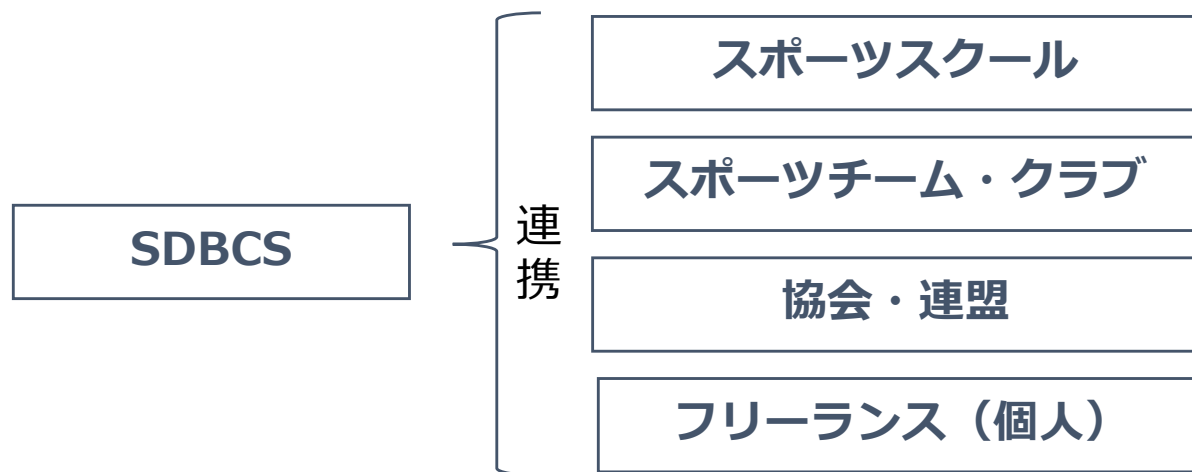 SDBCS
連携
スポーツスクール
スポーツチーム・クラブ
協会・連盟
フリーランス（個人）